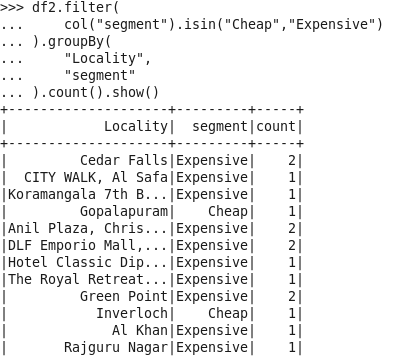 >>> df2.filter(
...     col("segment").isin("Cheap","Expensive")
... ).groupBy(
...     "Locality",
...     "segment"
... ).count().show()
+--------------------+---------+-----+
|            Locality|  segment|count|
+--------------------+---------+-----+
|         Cedar Falls|Expensive|    2|
|  CITY WALK, Al Safa|Expensive|    1|
|Koramangala 7th B...|Expensive|    1|
|         Gopalapuram|    Cheap|    1|
|Anil Plaza, Chris...|Expensive|    2|
|DLF Emporio Mall,...|Expensive|    2|
|Hotel Classic Dip...|Expensive|    1|
|The Royal Retreat...|Expensive|    1|
|         Green Point|Expensive|    2|
|           Inverloch|    Cheap|    1|
|             Al Khan|Expensive|    1|
|       Rajguru Nagar|Expensive|    1|